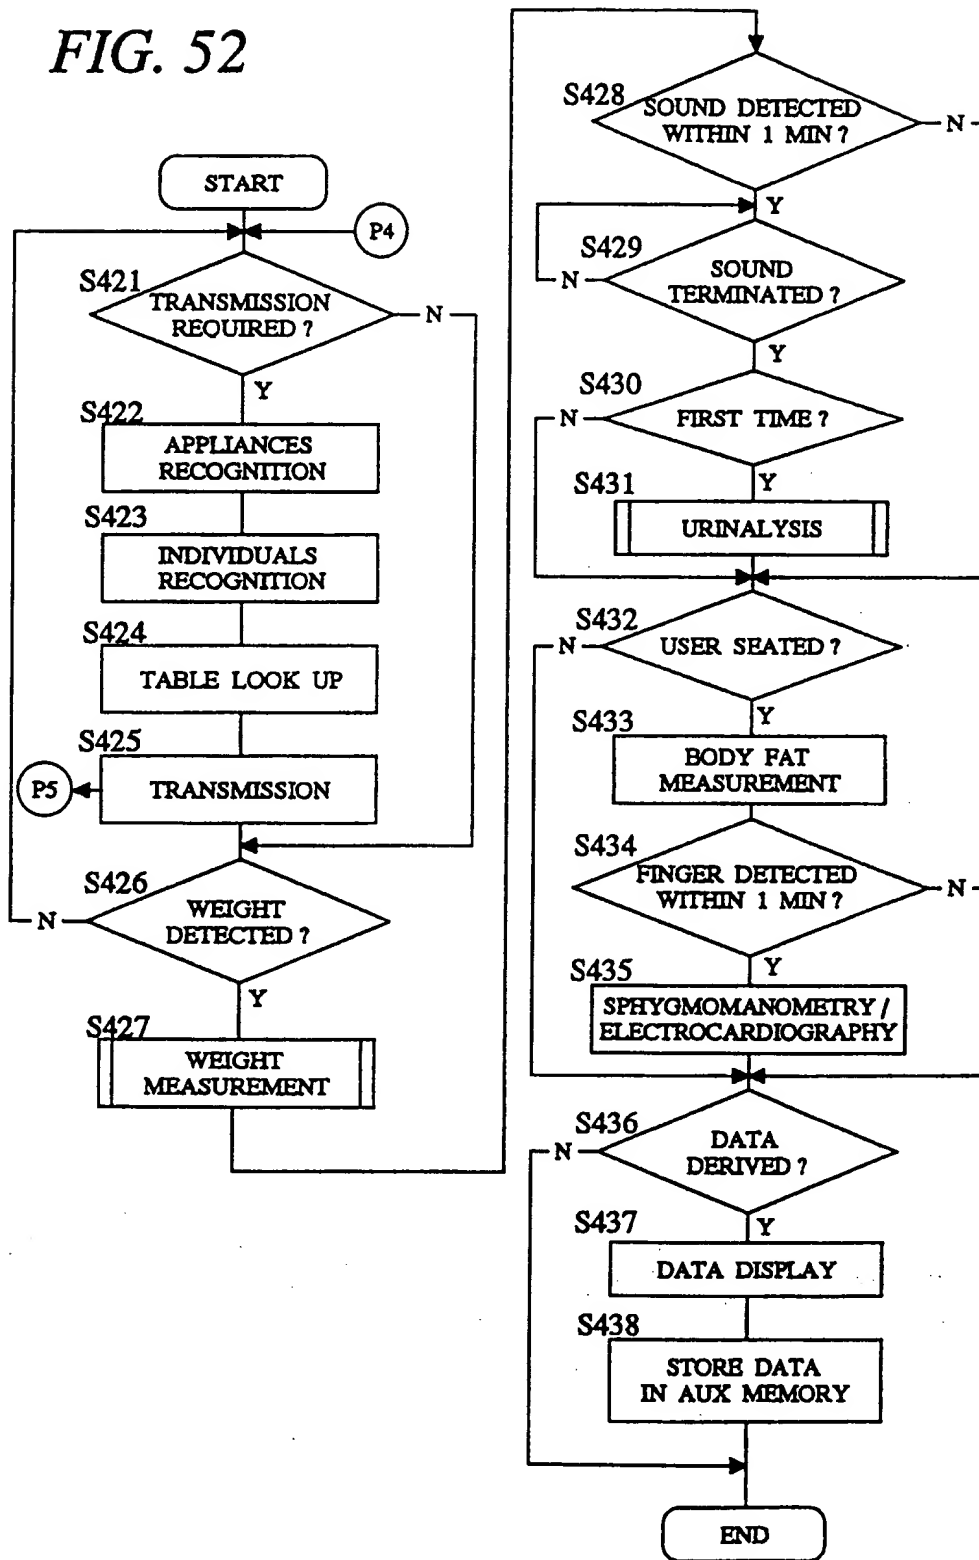 FIG. 52
START
P4
S421
TRANSMISSION
REQUIRED ?
N
Y
S422
APPLIANCES
RECOGNITION
S423
INDIVIDUALS
RECOGNITION
S424
TABLE LOOK UP
S425
P5
TRANSMISSION
S426
WEIGHT
DETECTED ?
N
Y
S427
WEIGHT
MEASUREMENT
S428
SOUND DETECTED
WITHIN 1 MIN ?
N
Y
S429
SOUND
TERMINATED ?
N
Y
S430
FIRST TIME ?
N
Y
S431
URINALYSIS
S432
USER SEATED ?
N
Y
S433
BODY FAT
MEASUREMENT
S434
FINGER DETECTED
WITHIN 1 MIN ?
N
Y
S435
SPHYGMOMANOMETRY /
ELECTROCARDIOGRAPHY
S436
DATA
DERIVED ?
N
Y
S437
DATA DISPLAY
S438
STORE DATA
IN AUX MEMORY
END